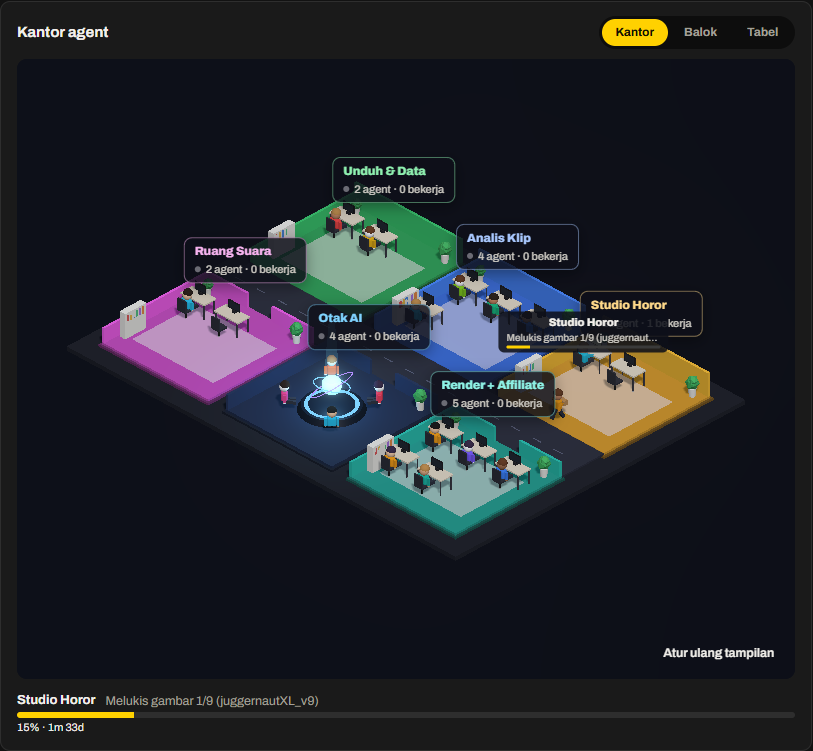 Kantor agent
Kantor
Balok
Tabel
Unduh & Data
2 agent · 0 bekerja
Analis Klip
4 agent · 0 bekerja
Ruang Suara
2 agent · 0 bekerja
Studio Horor
agent · 1 bekerja
Otak AI
4 agent · 0 bekerja
Studio Horor
Melukis gambar 1/9 (juggernaut...
Render + Affiliate
5 agent · 0 bekerja
Atur ulang tampilan
Studio Horor Melukis gambar 1/9 (juggernautXL_v9)
15% · 1m 33d